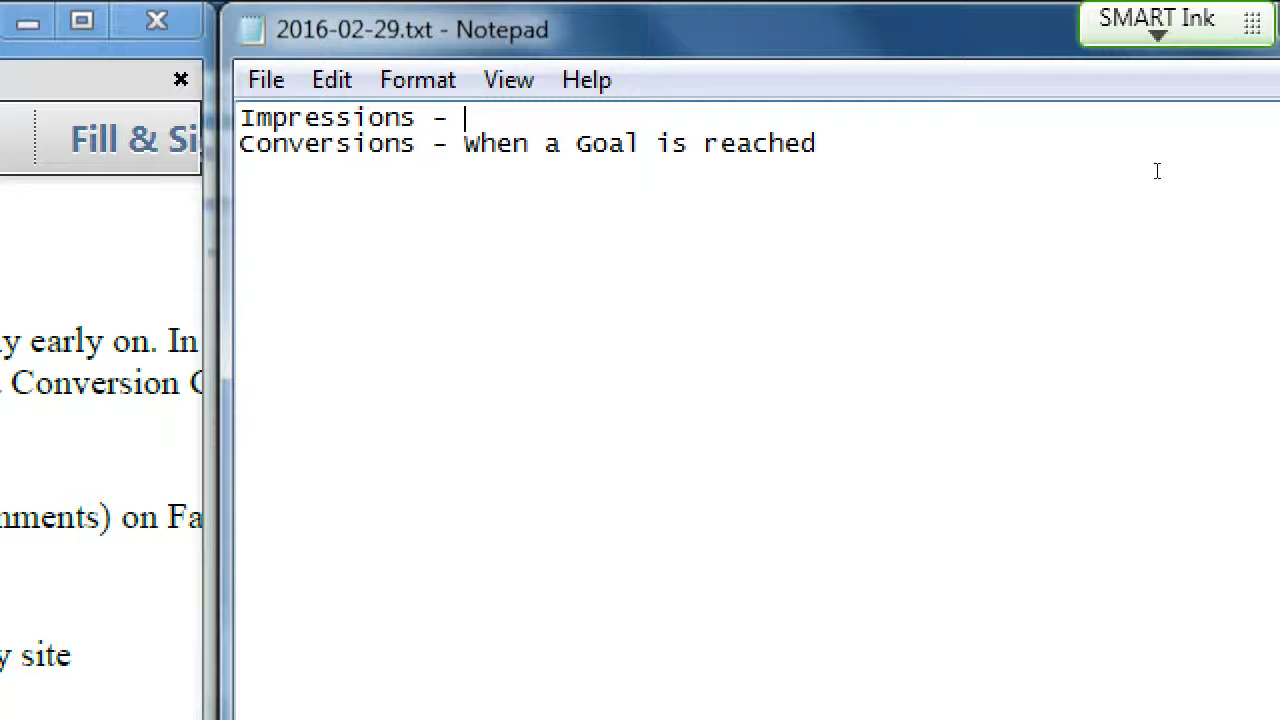 2016-02-29.txt - Notepad
SMART Ink
File Edit Format View Help
Fill & Si
Impressions -
Conversions - When a Goal is reached
y early on. In
Conversion
nments) on Fa
y site